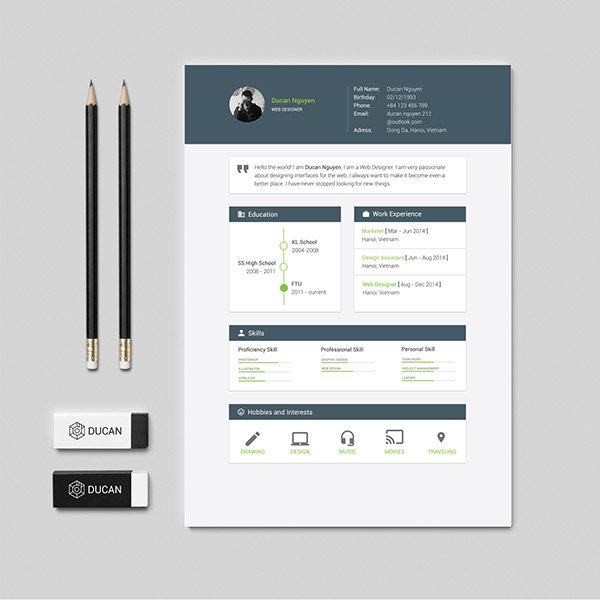 Ducan Nguyen
WEB DESIGNER
Full Name: Ducan Nguyen
Birthday: 02/12/1993
Phone: +84 123 456 789
Email: ducan.nguyen.212
@outlook.com
Adress: Dong Da, Hanoi, Vietnam
Hello the world! I am Ducan Nguyen. I am a Web Designer. I am very passionate
about designing interfaces for the web. I always want to make it become even a
better place. I have never stopped looking for new things.
Education
KL School
2004-2008
SS High School
2008 - 2011
FTU
2011 - current
Work Experience
Marketer [ Mar - Jun 2014 ]
Hanoi, Vietnam
Design Assistant [ Jun - Aug 2014 ]
Hanoi, Vietnam
Web Designer [ Aug - Dec 2014 ]
Hanoi, Vietnam
Skills
Proficiency Skill
PHOTOSHOP
ILLUSTRATOR
HTML/CSS
Professional Skill
GRAPHIC DESIGN
WEB DESIGN
Personal Skill
TEAM WORK
PROJECT MANAGEMENT
LEADING
Hobbies and Interests
DRAWING
DESIGN
MUSIC
MOVIES
TRAVELING
DUCAN
DUCAN